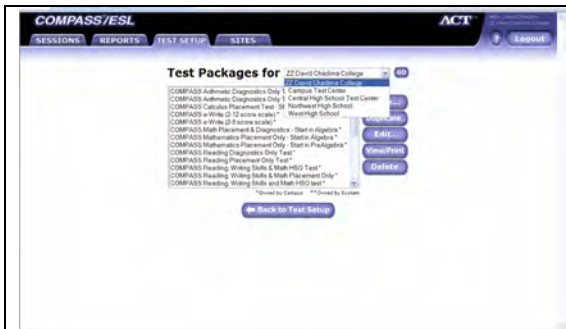 COMPASS/ESL
ACT
SESSIONS REPORTS TEST SETUP SITES
? Logout
Test Packages for ZZ David Chadima College GO
ZZ David Chadima College
Campus Test Center
Central High School Test Center
Northwest High School
West High School
COMPASS Arithmetic Diagnostics Only
COMPASS Arithmetic Diagnostics Only
COMPASS Calculus Placement Test - St
COMPASS e-Write (2-12 score scale) *
COMPASS e-Write (2-8 score scale) *
COMPASS Math Placement & Diagnostics - Start in Algebra *
COMPASS Mathematics Placement Only - Start in Algebra *
COMPASS Mathematics Placement Only - Start in PreAlgebra *
COMPASS Reading Diagnostics Only Test *
COMPASS Reading Placement Only Test *
COMPASS Reading, Writing Skills & Math HSO Test *
COMPASS Reading, Writing Skills & Math Placement Only *
COMPASS Reading, Writing Skills and Math HSO test *
Duplicate...
Edit...
View/Print
Delete
*Owned by Campus **Owned by System
Back to Test Setup